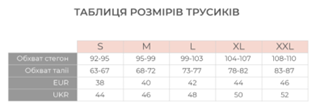 ТАБЛИЦЯ РОЗМІРІВ ТРУСИКІВ
S M L XL XXL
Обхват стегон 92-95 95-99 99-103 104-107 108-110
Обхват талії 63-67 68-72 73-77 78-82 83-87
EUR 38 40 42 44 46
UKR 44 46 48 50 52